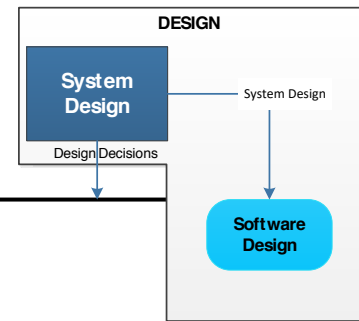 DESIGN
System
Design
System Design
Design Decisions
Software
Design